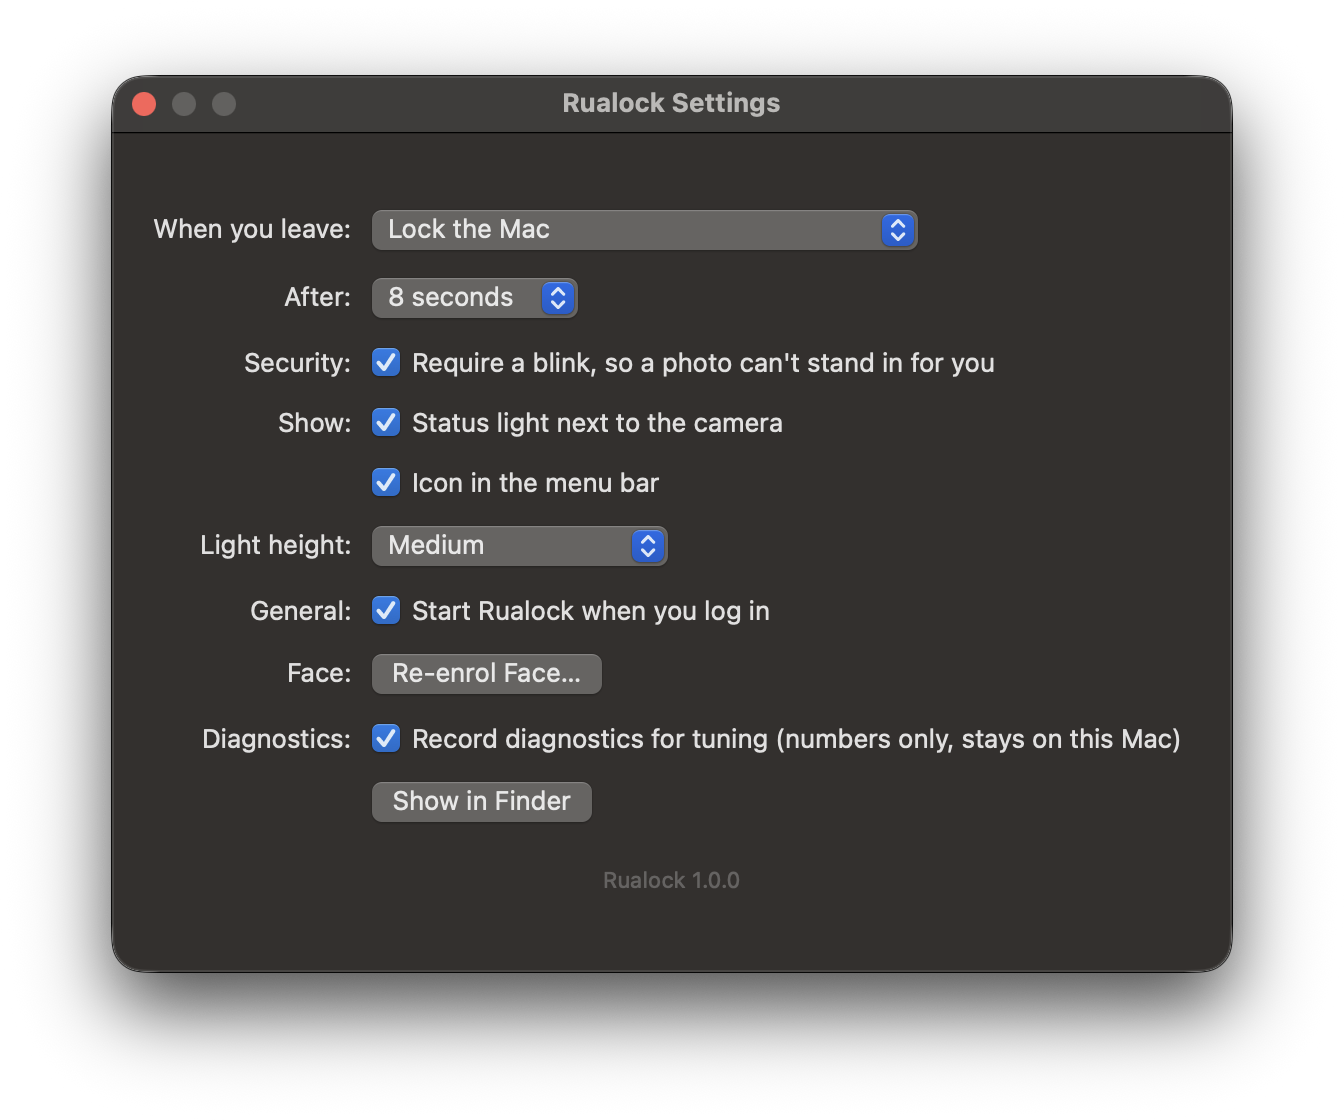 Rualock Settings
When you leave: Lock the Mac
After: 8 seconds
Security: Require a blink, so a photo can't stand in for you
Show: Status light next to the camera
Icon in the menu bar
Light height: Medium
General: Start Rualock when you log in
Face: Re-enrol Face...
Diagnostics: Record diagnostics for tuning (numbers only, stays on this Mac)
Show in Finder
Rualock 1.0.0